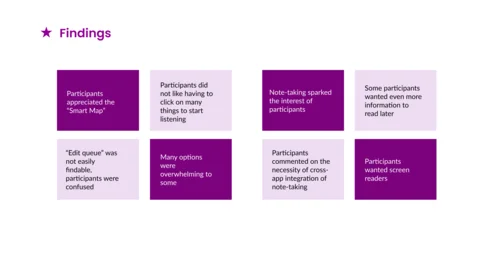 Findings
Participants
appreciated the
"Smart Map"
Participants did
not like having to
click on many
things to start
listening
Note-taking sparked
the interest of
participants
Some participants
wanted even more
information to
read later
"Edit queue" was
not easily
findable,
participants were
confused
Many options
were
overwhelming to
some
Participants
commented on the
necessity of cross-
app integration of
note-taking
Participants
wanted screen
readers